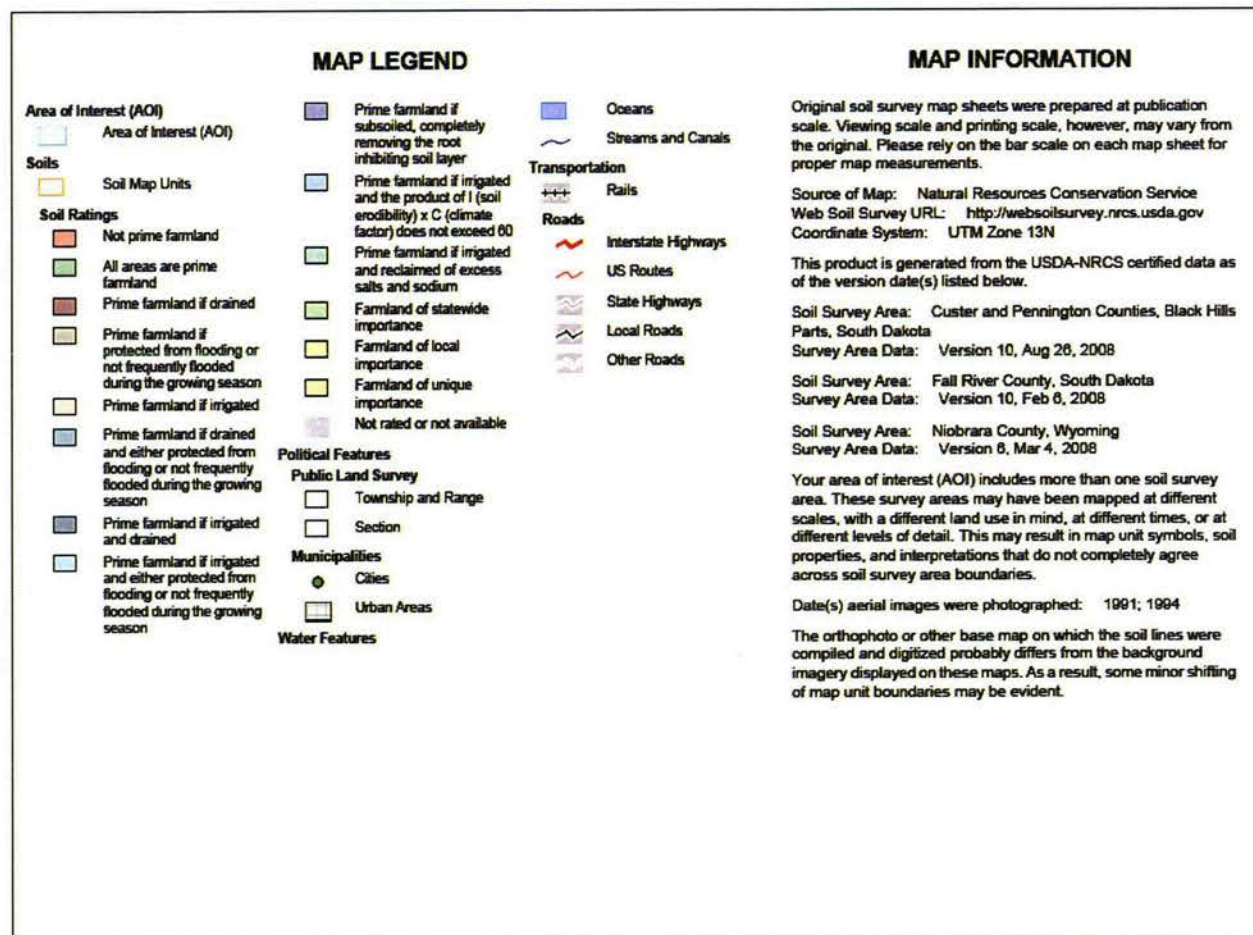 MAP LEGEND
Area of Interest (AOI)
Area of Interest (AOI)
Soils
Soil Map Units
Soil Ratings
Not prime farmland
All areas are prime
farmland
Prime farmland if drained
Prime farmland if
protected from flooding or
not frequently flooded
during the growing season
Prime farmland if irrigated
Prime farmland if drained
and either protected from
flooding or not frequently
flooded during the growing
season
Prime farmland if irrigated
and drained
Prime farmland if irrigated
and either protected from
flooding or not frequently
flooded during the growing
season
Prime farmland if
subsoiled, completely
removing the root
inhibiting soil layer
Prime farmland if irrigated
and the product of I (soil
erodibility) x C (climate
factor) does not exceed 60
Prime farmland if irrigated
and reclaimed of excess
salts and sodium
Farmland of statewide
importance
Farmland of local
importance
Farmland of unique
importance
Not rated or not available
Political Features
Public Land Survey
Township and Range
Section
Municipalities
Cities
Urban Areas
Water Features
Oceans
Streams and Canals
Transportation
Rails
Roads
Interstate Highways
US Routes
State Highways
Local Roads
Other Roads
MAP INFORMATION
Original soil survey map sheets were prepared at publication
scale. Viewing scale and printing scale, however, may vary from
the original. Please rely on the bar scale on each map sheet for
proper map measurements.
Source of Map: Natural Resources Conservation Service
Web Soil Survey URL: http://websoilsurvey.nrcs.usda.gov
Coordinate System: UTM Zone 13N
This product is generated from the USDA-NRCS certified data as
of the version date(s) listed below.
Soil Survey Area: Custer and Pennington Counties, Black Hills
Parts, South Dakota
Survey Area Data: Version 10, Aug 26, 2008
Soil Survey Area: Fall River County, South Dakota
Survey Area Data: Version 10, Feb 6, 2008
Soil Survey Area: Niobrara County, Wyoming
Survey Area Data: Version 6, Mar 4, 2008
Your area of interest (AOI) includes more than one soil survey
area. These survey areas may have been mapped at different
scales, with a different land use in mind, at different times, or at
different levels of detail. This may result in map unit symbols, soil
properties, and interpretations that do not completely agree
across soil survey area boundaries.
Date(s) aerial images were photographed: 1991; 1994
The orthophoto or other base map on which the soil lines were
compiled and digitized probably differs from the background
imagery displayed on these maps. As a result, some minor shifting
of map unit boundaries may be evident.